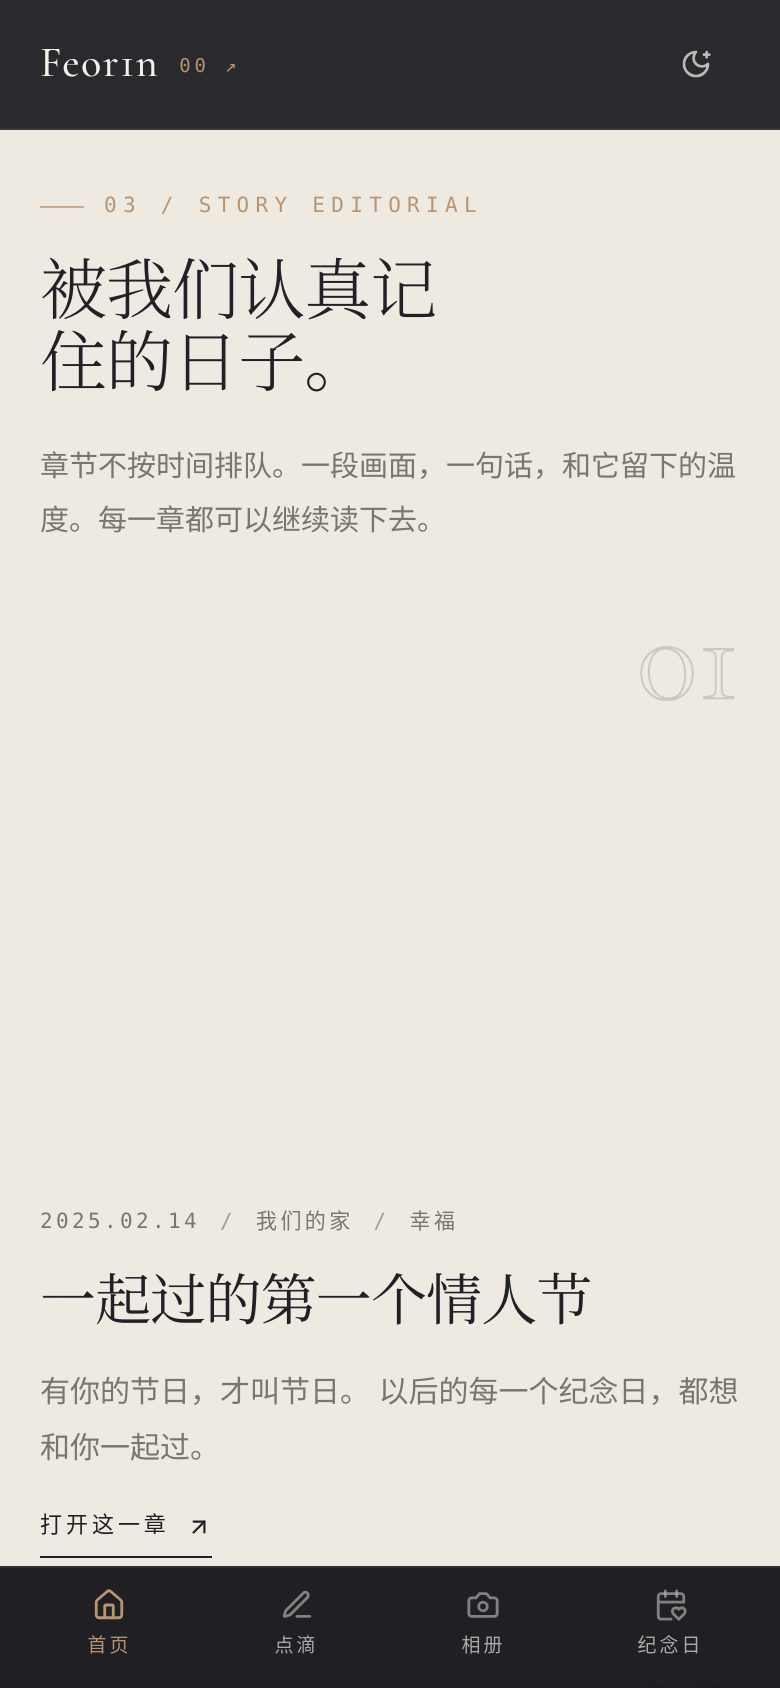 Feorın 00 ↗
03 / STORY EDITORIAL
被我们认真记
住的日子。
章节不按时间排队。一段画面，一句话，和它留下的温
度。每一章都可以继续读下去。
01
2025.02.14 / 我们的家 / 幸福
一起过的第一个情人节
有你的节日，才叫节日。 以后的每一个纪念日，都想
和你一起过。
打开这一章 ↗
首页 点滴 相册 纪念日